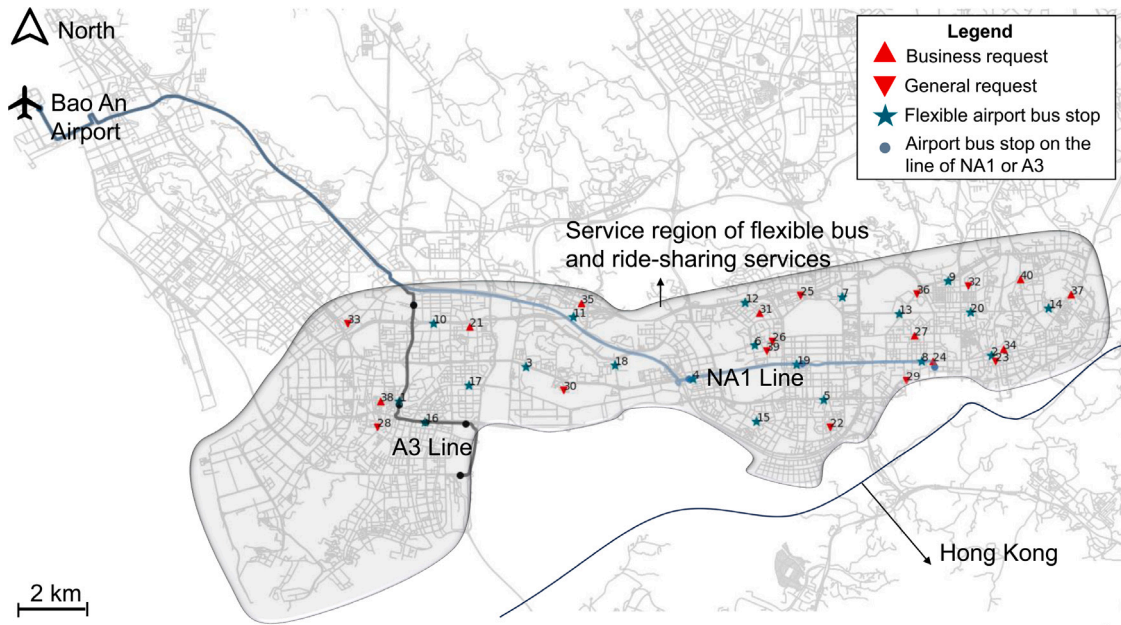 North
Bao An
Airport
Legend
Business request
General request
Flexible airport bus stop
Airport bus stop on the
line of NA1 or A3
Service region of flexible bus
and ride-sharing services
9
32
40
37
36
25
7
12
35
14
20
13
31
11
33
10
21
27
26
6
39
34
2
23
24
8
19
18
3
4
NA1 Line
29
17
30
38
1
5
16
28
15
22
A3 Line
Hong Kong
2 km